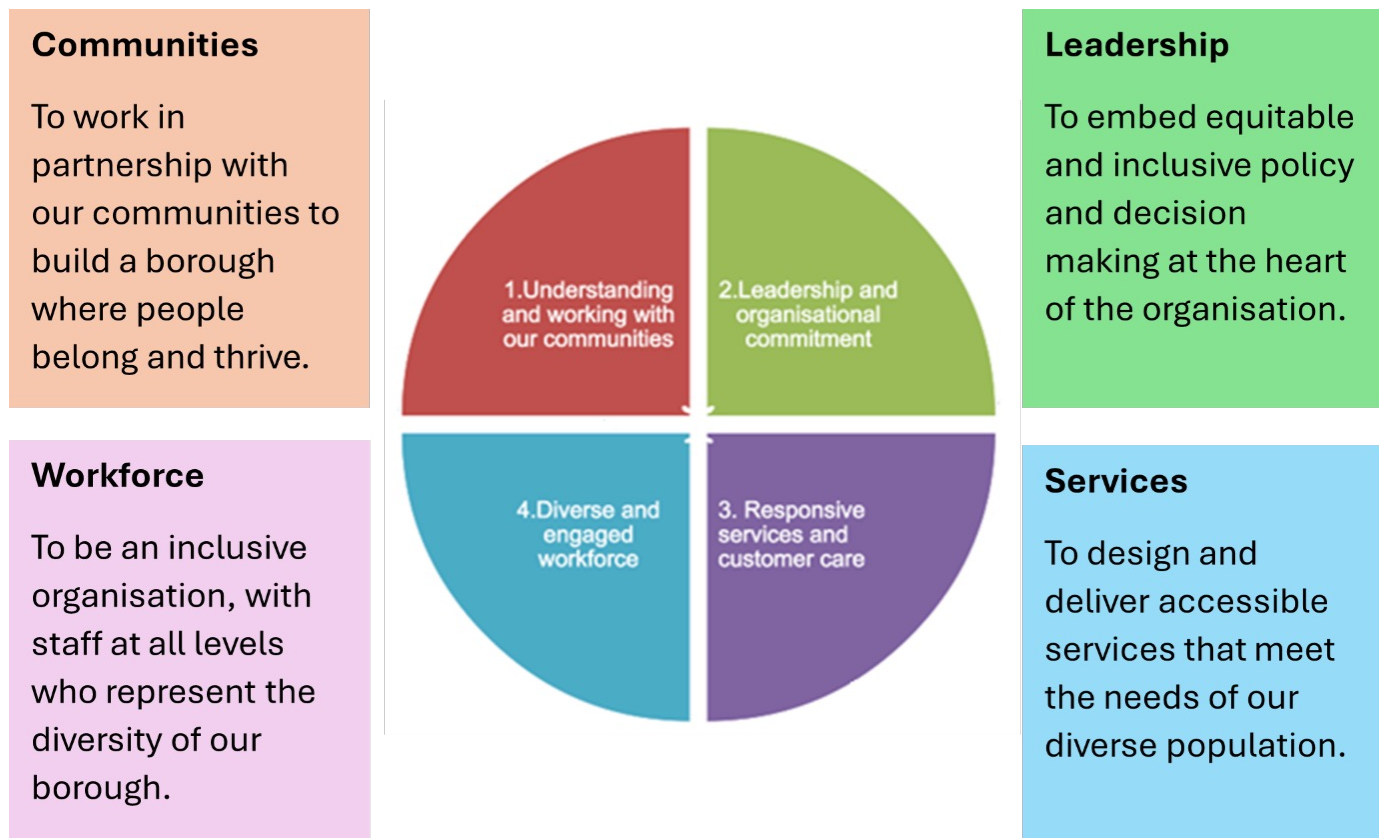 Communities
To work in
partnership with
our communities to
build a borough
where people
belong and thrive.
Leadership
To embed equitable
and inclusive policy
and decision
making at the heart
of the organisation.
1.Understanding
and working with
our communities
2.Leadership and
organisational
commitment
4.Diverse and
engaged
workforce
3. Responsive
services and
customer care
Workforce
To be an inclusive
organisation, with
staff at all levels
who represent the
diversity of our
borough.
Services
To design and
deliver accessible
services that meet
the needs of our
diverse population.